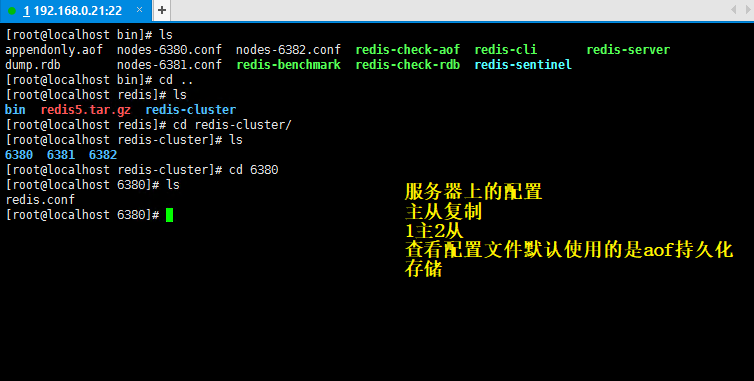 1 192.168.0.21:22 × +
[root@localhost bin]# ls
appendonly.aof nodes-6380.conf nodes-6382.conf redis-check-aof redis-cli redis-server
dump.rdb nodes-6381.conf redis-benchmark redis-check-rdb redis-sentinel
[root@localhost bin]# cd ..
[root@localhost redis]# ls
bin redis5.tar.gz redis-cluster
[root@localhost redis]# cd redis-cluster/
[root@localhost redis-cluster]# ls
6380 6381 6382
[root@localhost redis-cluster]# cd 6380
[root@localhost 6380]# ls
redis.conf
[root@localhost 6380]#
服务器上的配置
主从复制
1主2从
查看配置文件默认使用的是aof持久化
存储